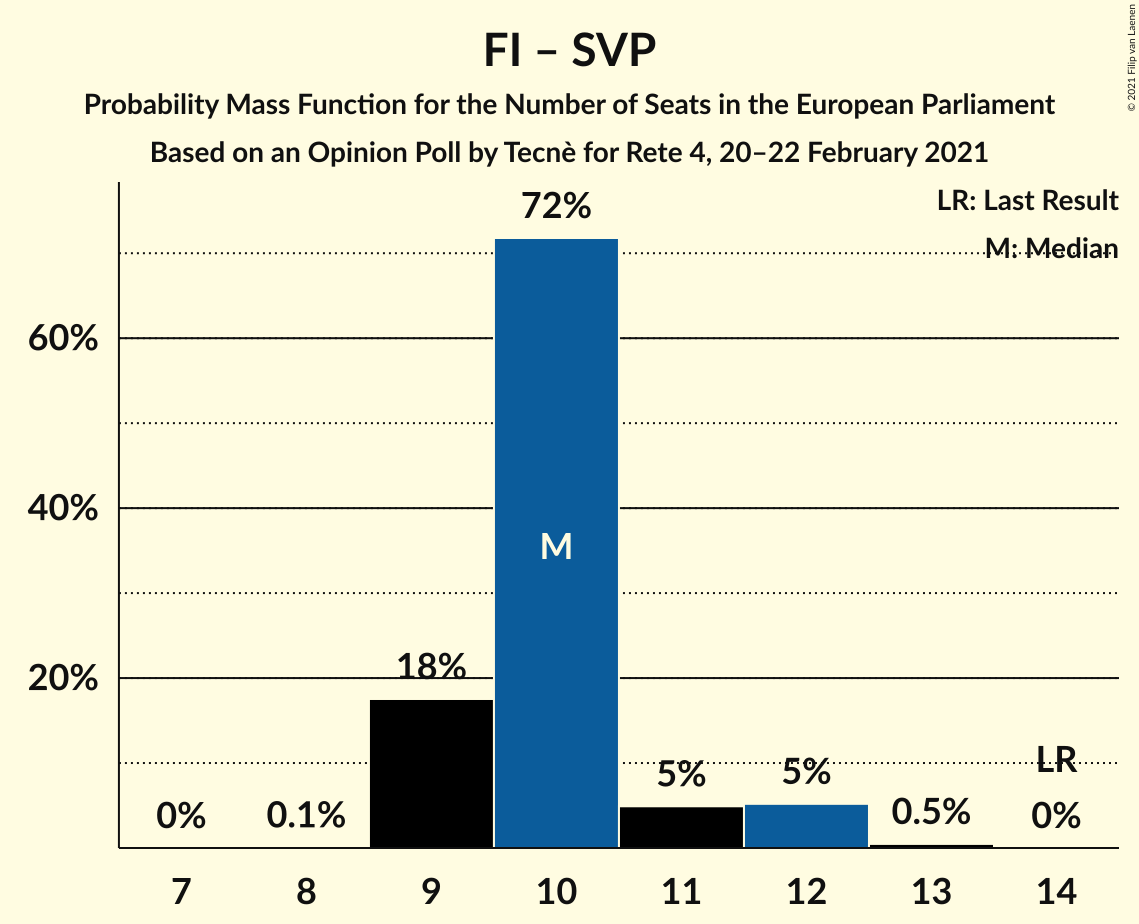 FI – SVP
Probability Mass Function for the Number of Seats in the European Parliament
Based on an Opinion Poll by Tecnè for Rete 4, 20–22 February 2021
© 2021 Filip van Laenen
LR: Last Result
M: Median
72%
60%
40%
M
20%
18%
LR
5%
5%
0%
0.1%
0.5%
0%
7
8
9
10
11
12
13
14